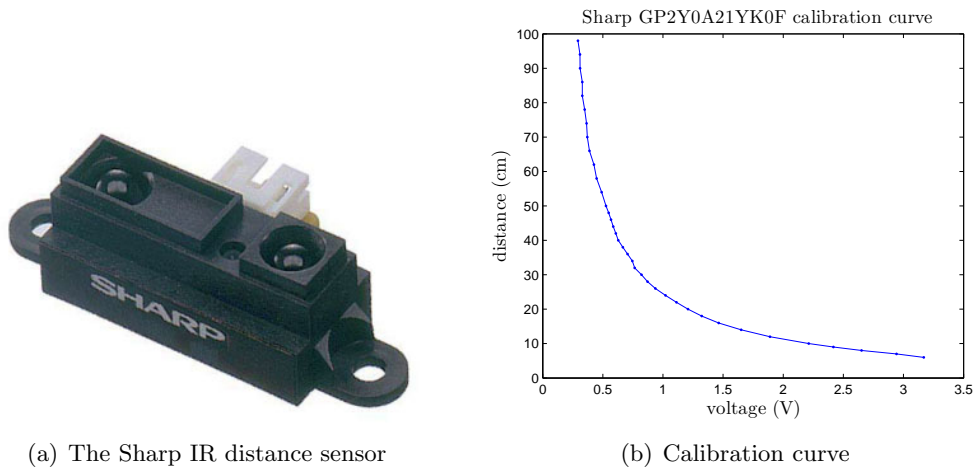 SHARP
(a) The Sharp IR distance sensor
Sharp GP2Y0A21YK0F calibration curve
distance (cm)
100
90
80
70
60
50
40
30
20
10
0
0 0.5 1 1.5 2 2.5 3 3.5
voltage (V)
(b) Calibration curve